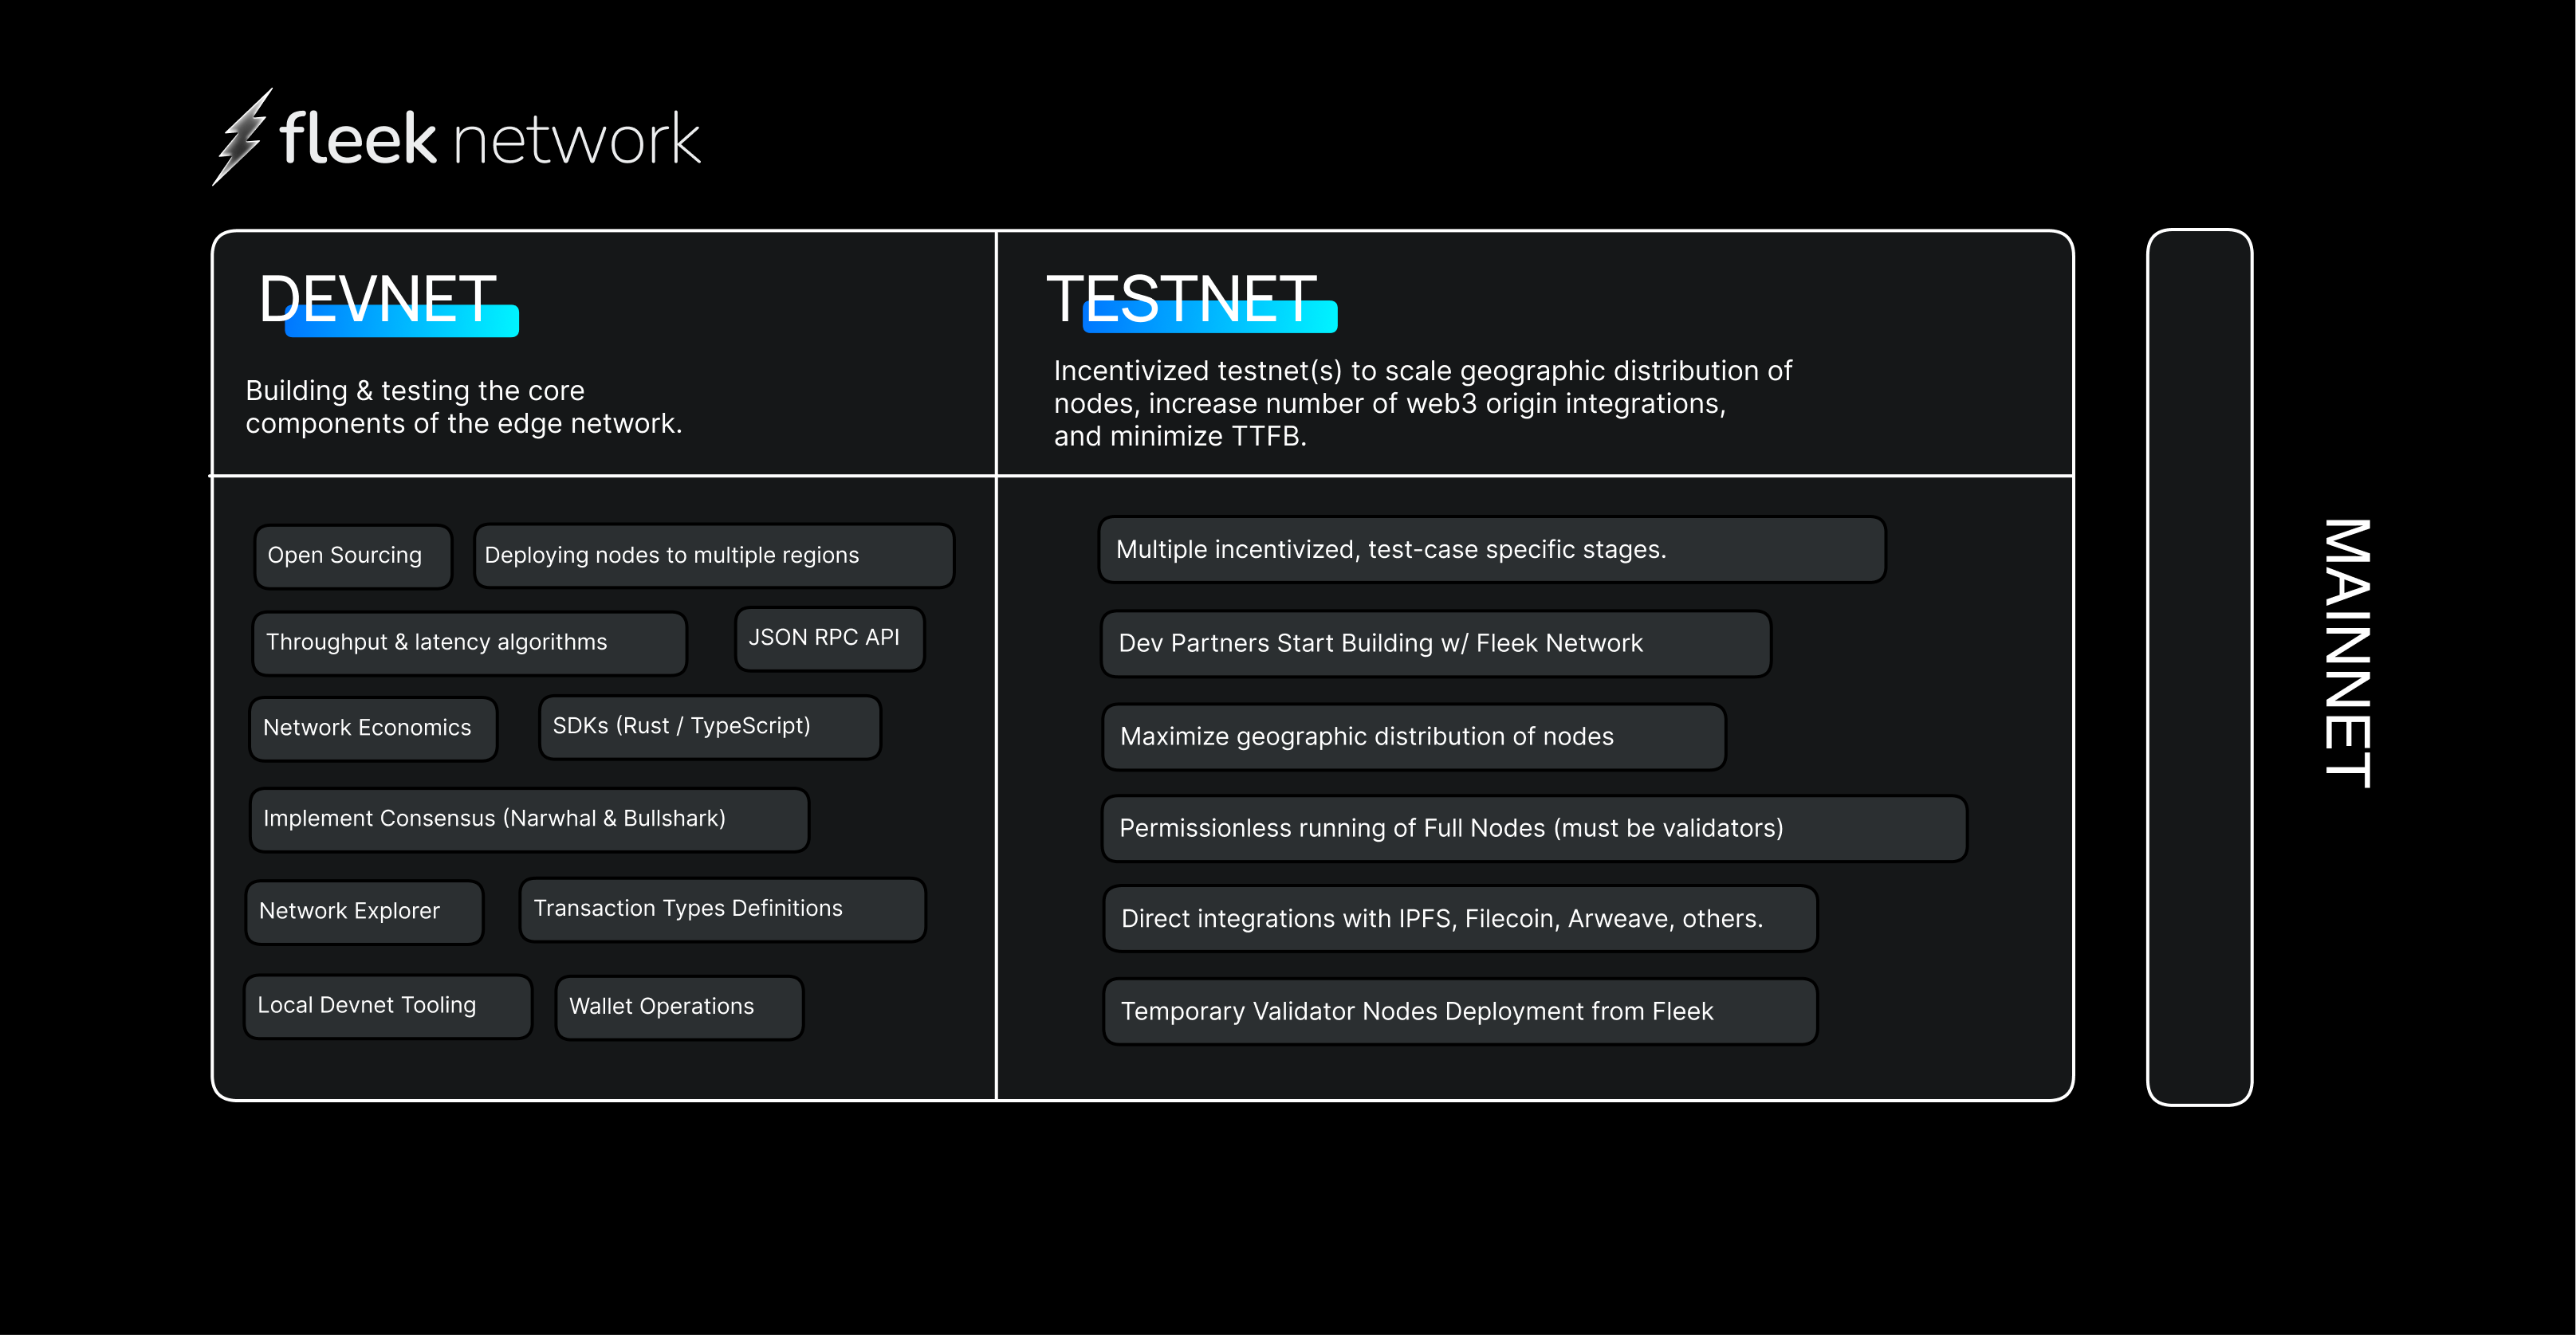 fleek network
DEVNET
Building & testing the core
components of the edge network.
Open Sourcing
Deploying nodes to multiple regions
Throughput & latency algorithms
JSON RPC API
Network Economics
SDKs (Rust / TypeScript)
Implement Consensus (Narwhal & Bullshark)
Network Explorer
Transaction Types Definitions
Local Devnet Tooling
Wallet Operations
TESTNET
Incentivized testnet(s) to scale geographic distribution of
nodes, increase number of web3 origin integrations,
and minimize TTFB.
Multiple incentivized, test-case specific stages.
Dev Partners Start Building w/ Fleek Network
Maximize geographic distribution of nodes
Permissionless running of Full Nodes (must be validators)
Direct integrations with IPFS, Filecoin, Arweave, others.
Temporary Validator Nodes Deployment from Fleek
MAINNET